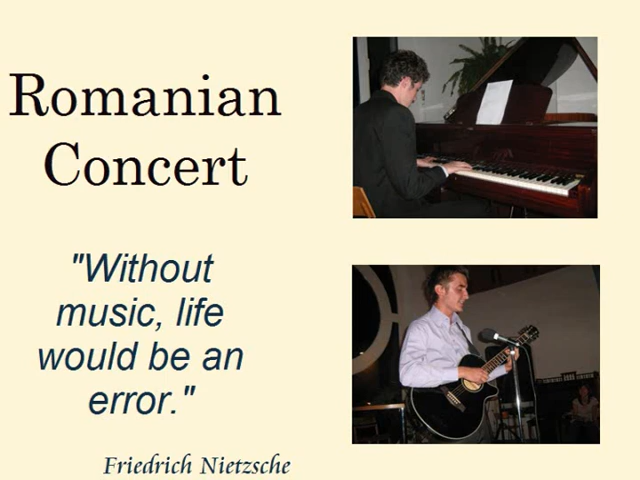 Romanian
Concert
"Without
music, life
would be an
error."
Friedrich Nietzsche